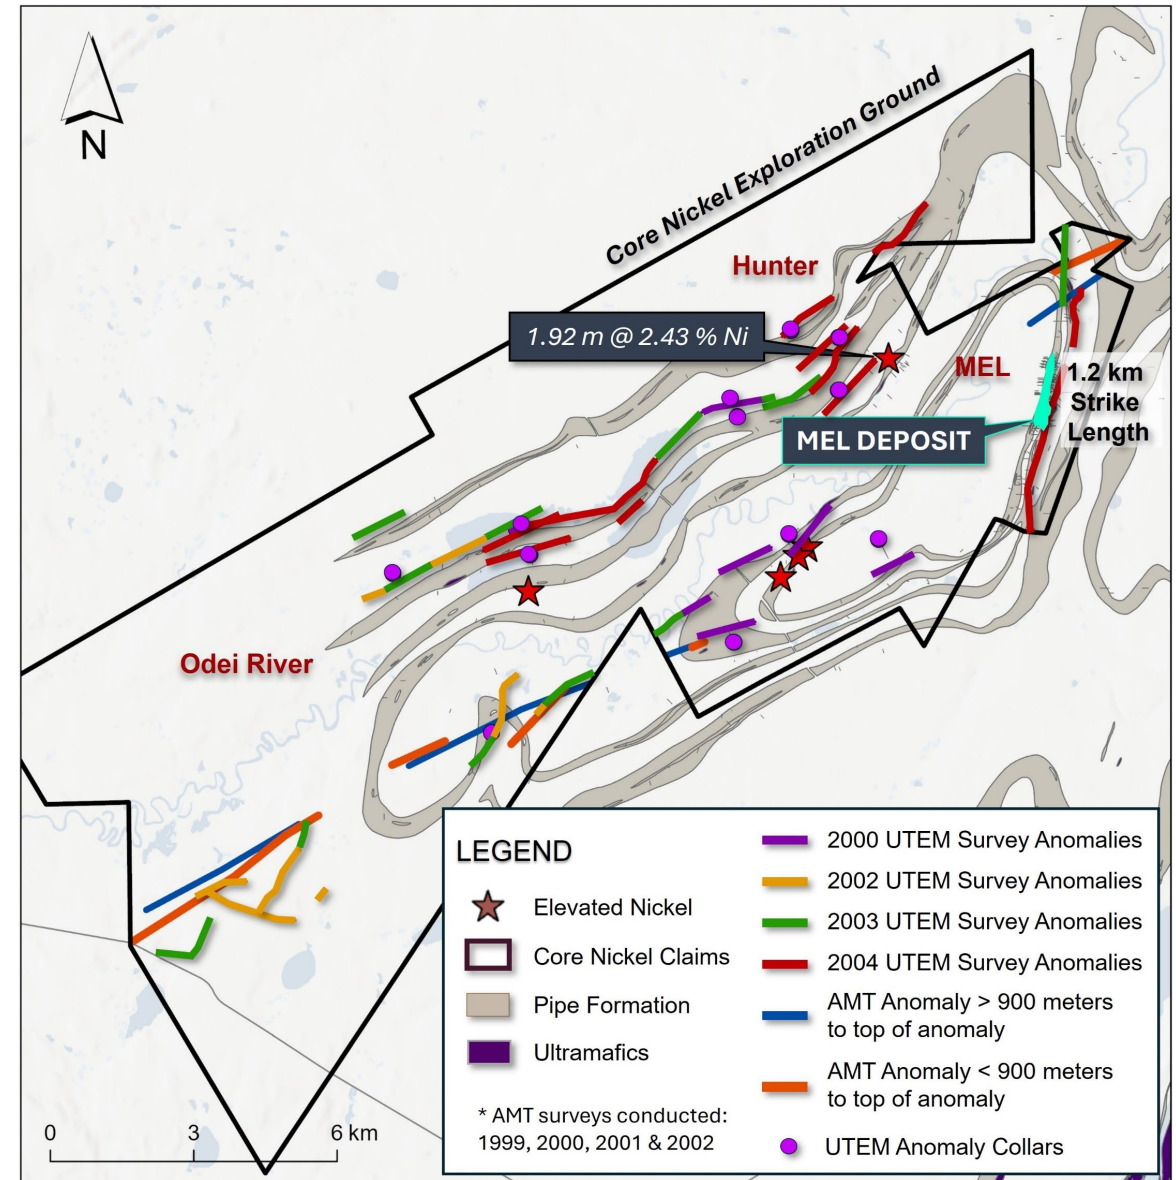 N
Core Nickel Exploration Ground
Hunter
1.92 m @ 2.43 % Ni
MEL
1.2 km
Strike
Length
MEL DEPOSIT
Odei River
LEGEND
Elevated Nickel
Core Nickel Claims
Pipe Formation
Ultramafics
* AMT surveys conducted:
1999, 2000, 2001 & 2002
2000 UTEM Survey Anomalies
2002 UTEM Survey Anomalies
2003 UTEM Survey Anomalies
2004 UTEM Survey Anomalies
AMT Anomaly > 900 meters
to top of anomaly
AMT Anomaly < 900 meters
to top of anomaly
UTEM Anomaly Collars
0 3 6 km